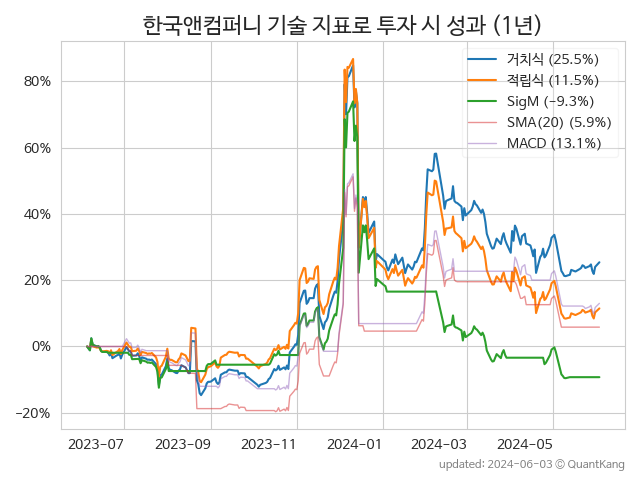 한국앤컴퍼니 기술 지표로 투자 시 성과 (1년)
거치식 (25.5%)
적립식 (11.5%)
SigM (−9.3%)
SMA(20) (5.9%)
MACD (13.1%)
80%
60%
40%
20%
0%
−20%
2023-07 2023-09 2023-11 2024-01 2024-03 2024-05
updated: 2024-06-03 ⓒ QuantKang